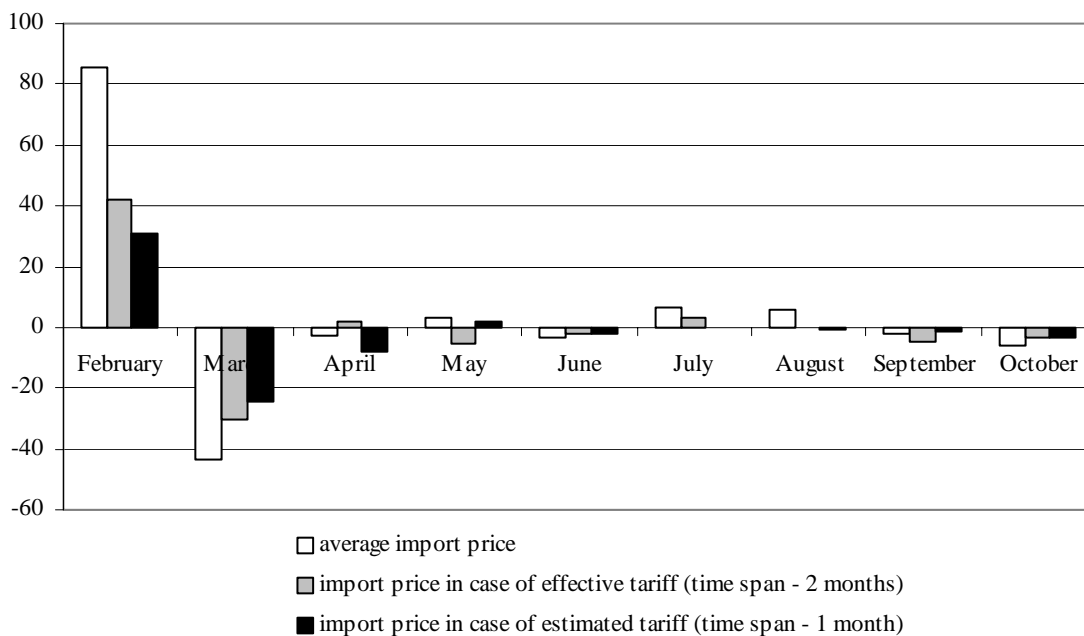 100
80
60
40
20
0
-20
-40
-60
February March April May June July August September October
average import price
import price in case of effective tariff (time span - 2 months)
import price in case of estimated tariff (time span - 1 month)